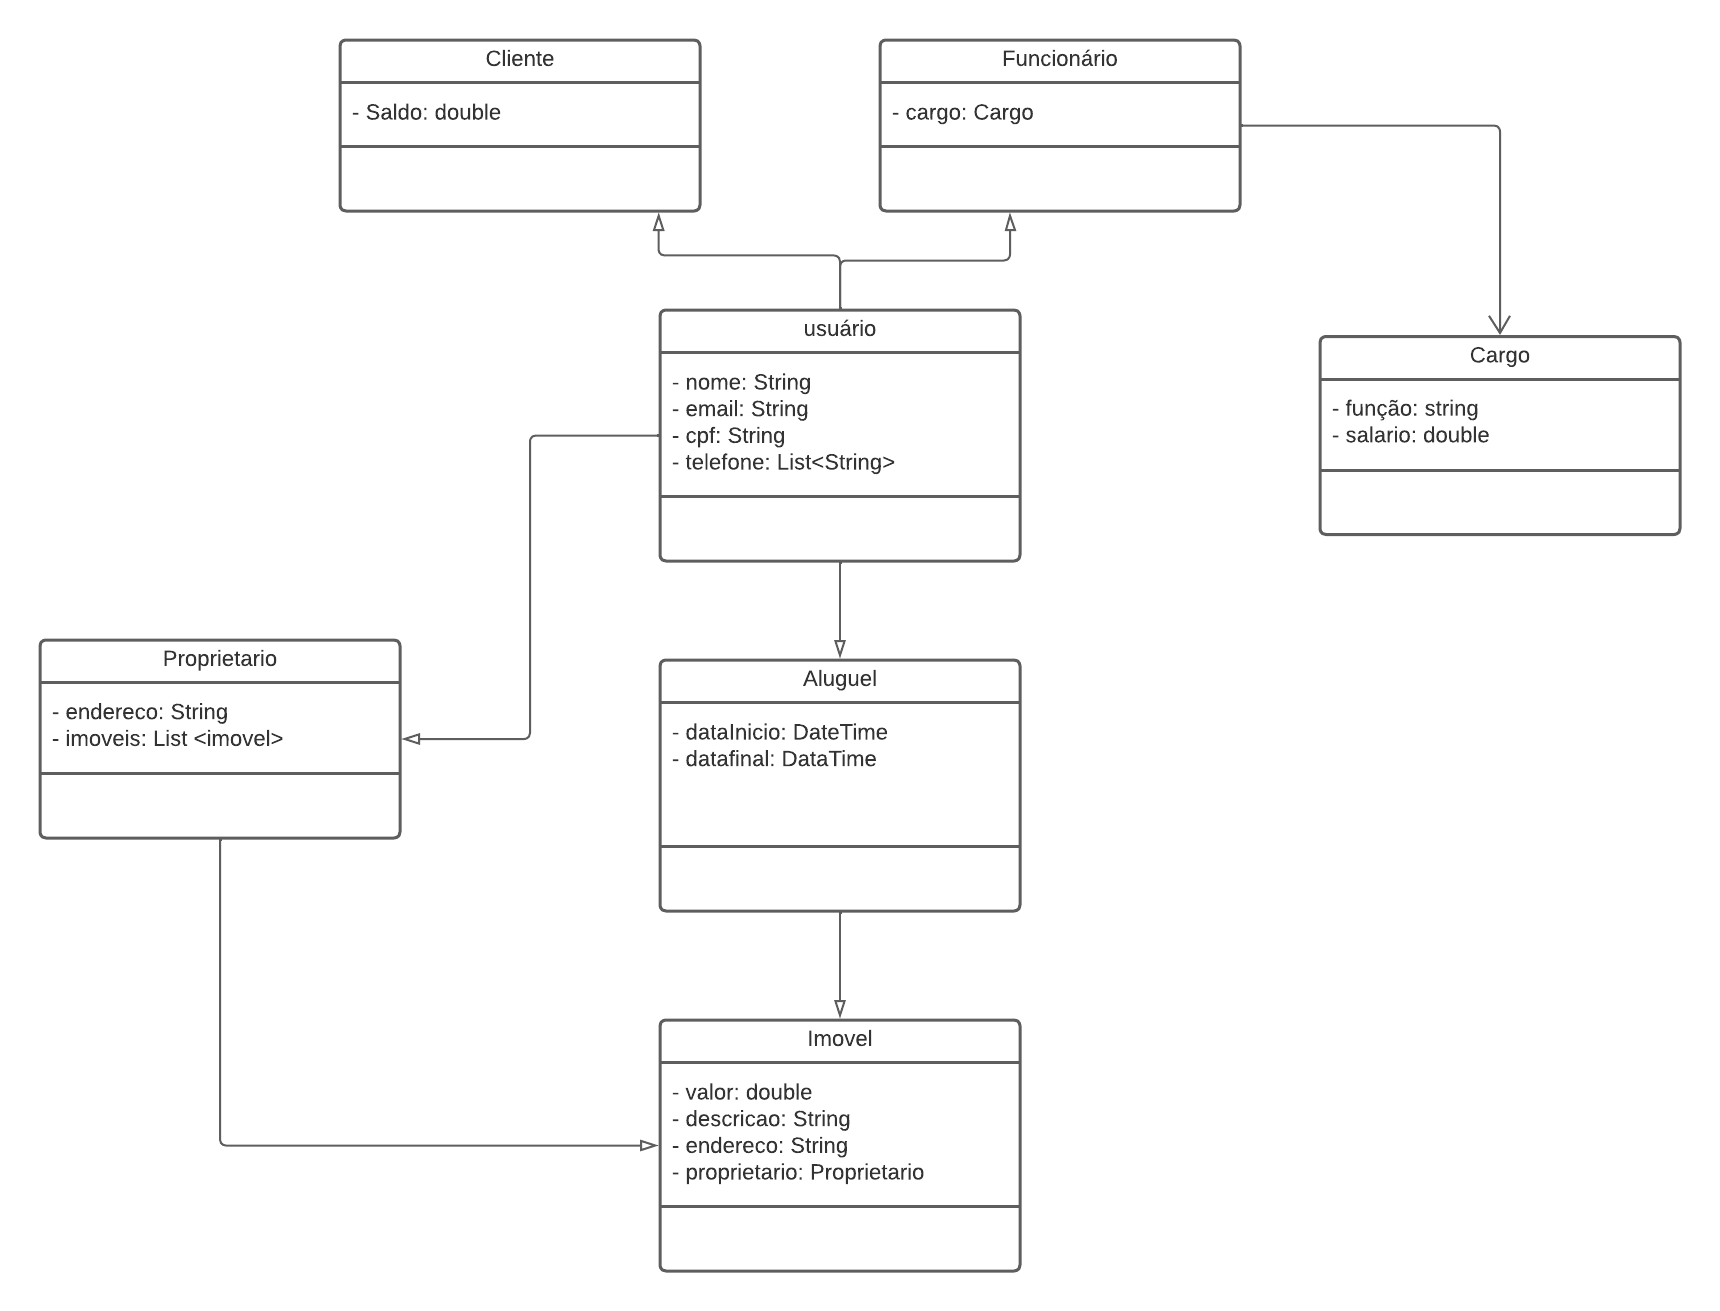 Cliente
- Saldo: double
Funcionário
- cargo: Cargo
usuário
- nome: String
- email: String
- cpf: String
- telefone: List<String>
Cargo
- função: string
- salario: double
Proprietario
- endereco: String
- imoveis: List <imovel>
Aluguel
- dataInicio: DateTime
- datafinal: DataTime
Imovel
- valor: double
- descricao: String
- endereco: String
- proprietario: Proprietario